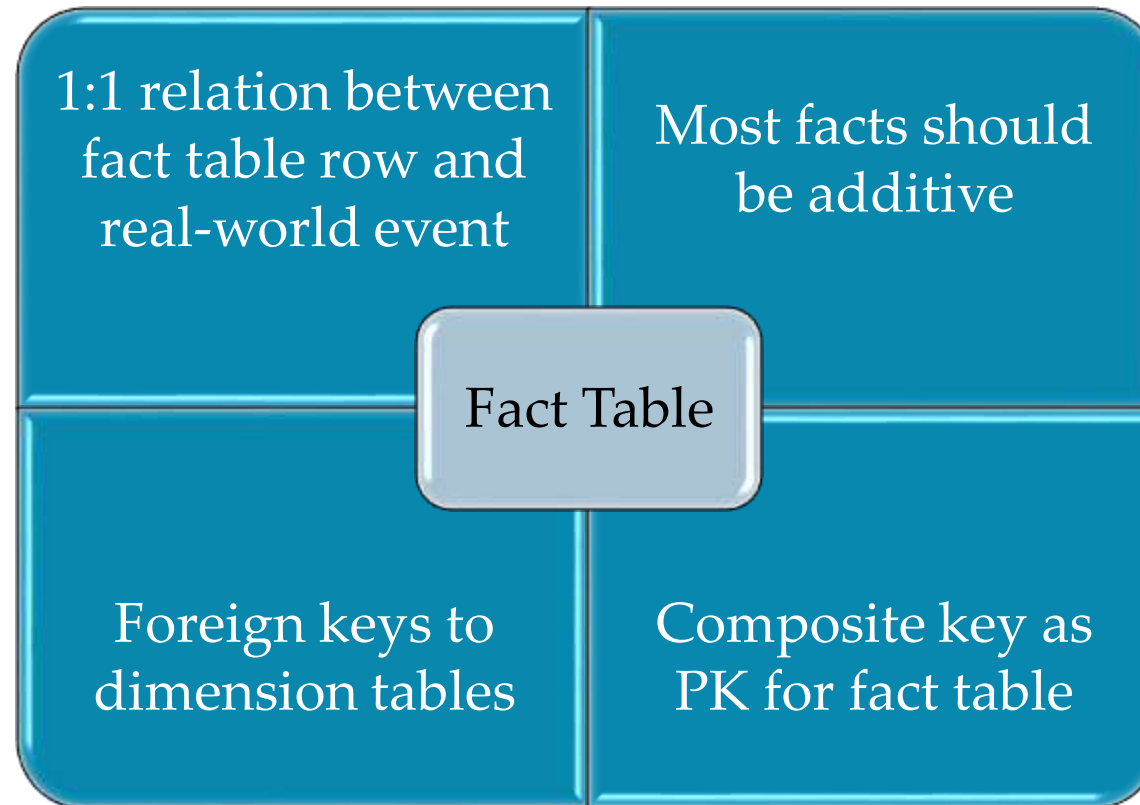 1:1 relation between
fact table row and
real-world event
Most facts should
be additive
Fact Table
Foreign keys to
dimension tables
Composite key as
PK for fact table